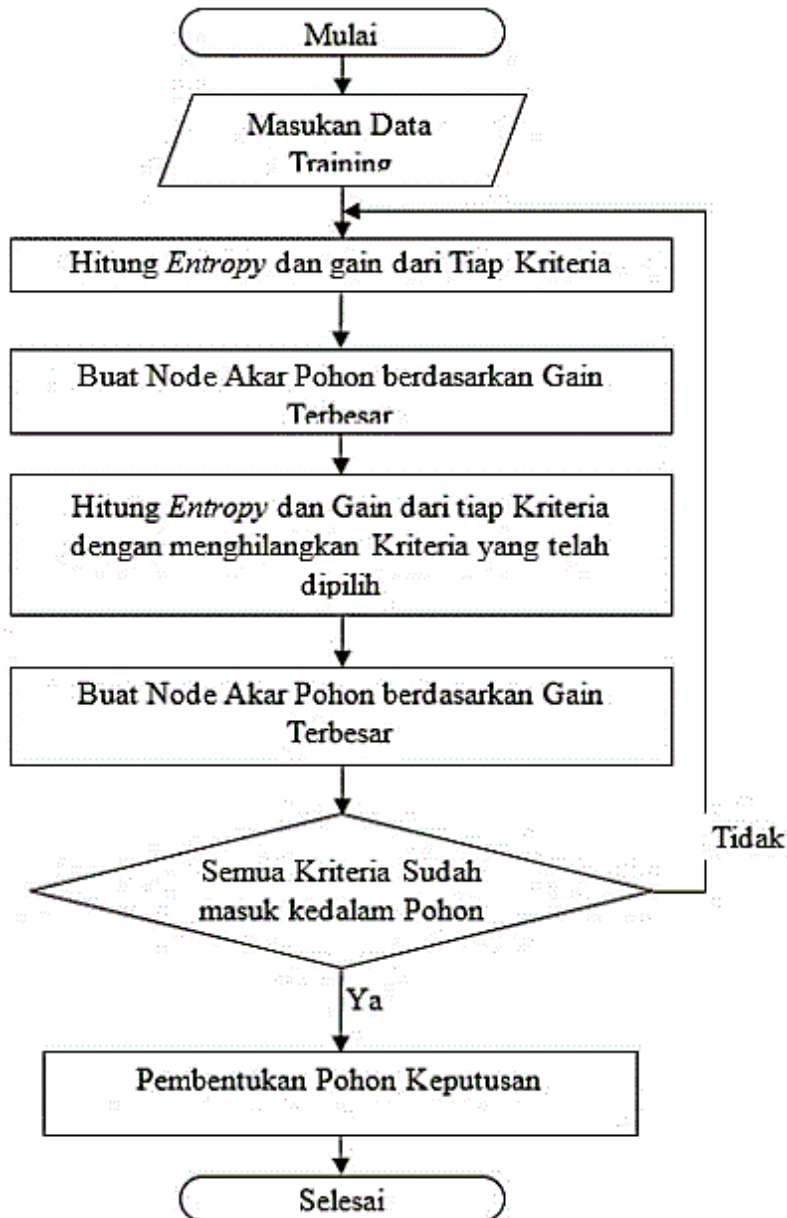 Mulai
Masukan Data
Training
Hitung Entropy dan gain dari Tiap Kriteria
Buat Node Akar Pohon berdasarkan Gain
Terbesar
Hitung Entropy dan Gain dari tiap Kriteria
dengan menghilangkan Kriteria yang telah
dipilih
Buat Node Akar Pohon berdasarkan Gain
Terbesar
Semua Kriteria Sudah
masuk kedalam Pohon
Tidak
Ya
Pembentukan Pohon Keputusan
Selesai